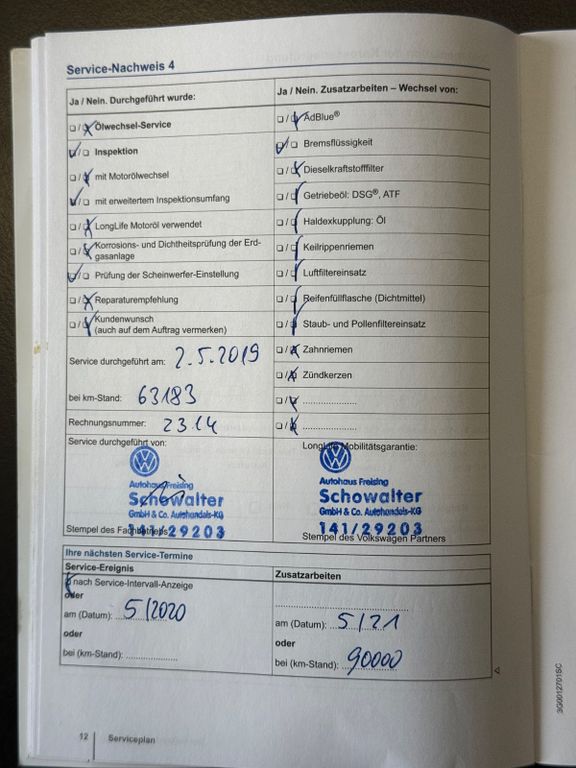 Service-Nachweis 4
Ja / Nein. Durchgeführt wurde:
Ölwechsel-Service
Inspektion
mit Motorölwechsel
mit erweitertem Inspektionsumfang
LongLife Motoröl verwendet
Korrosions- und Dichtheitsprüfung der Erd-
gasanlage
Prüfung der Scheinwerfer-Einstellung
Reparaturempfehlung
Kundenwunsch
(auch auf dem Auftrag vermerken)
Service durchgeführt am: 2.5.2019
bei km-Stand: 63183
Rechnungsnummer: 2314
Service durchgeführt von:
Autohaus Freising
Schowalter
GmbH & Co. Autohandels-KG
141/29203
Stempel des Fachbetriebs
Ja / Nein. Zusatzarbeiten – Wechsel von:
AdBlue®
Bremsflüssigkeit
Dieselkraftstofffilter
Getriebeöl: DSG®, ATF
Haldexkupplung: Öl
Keilrippenriemen
Luftfiltereinsatz
Reifenfüllflasche (Dichtmittel)
Staub- und Pollenfiltereinsatz
Zahnriemen
Zündkerzen
LongLife Mobilitätsgarantie:
Autohaus Freising
Schowalter
GmbH & Co. Autohandels-KG
141/29203
Stempel des Volkswagen Partners
Ihre nächsten Service-Termine
Service-Ereignis
nach Service-Intervall-Anzeige
oder
am (Datum): 5/2020
oder
bei (km-Stand):
Zusatzarbeiten
am (Datum): 5/21
oder
bei (km-Stand): 90000
12 Serviceplan
3G0012701SC